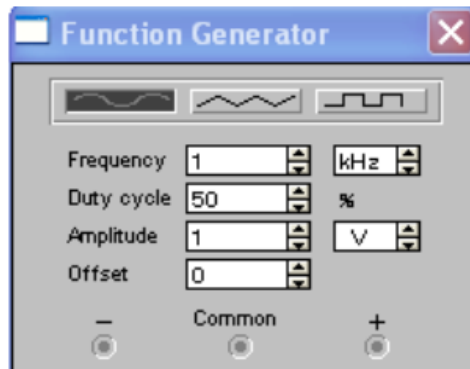 Function Generator
Frequency 1 kHz
Duty cycle 50 %
Amplitude 1 V
Offset 0
− Common +